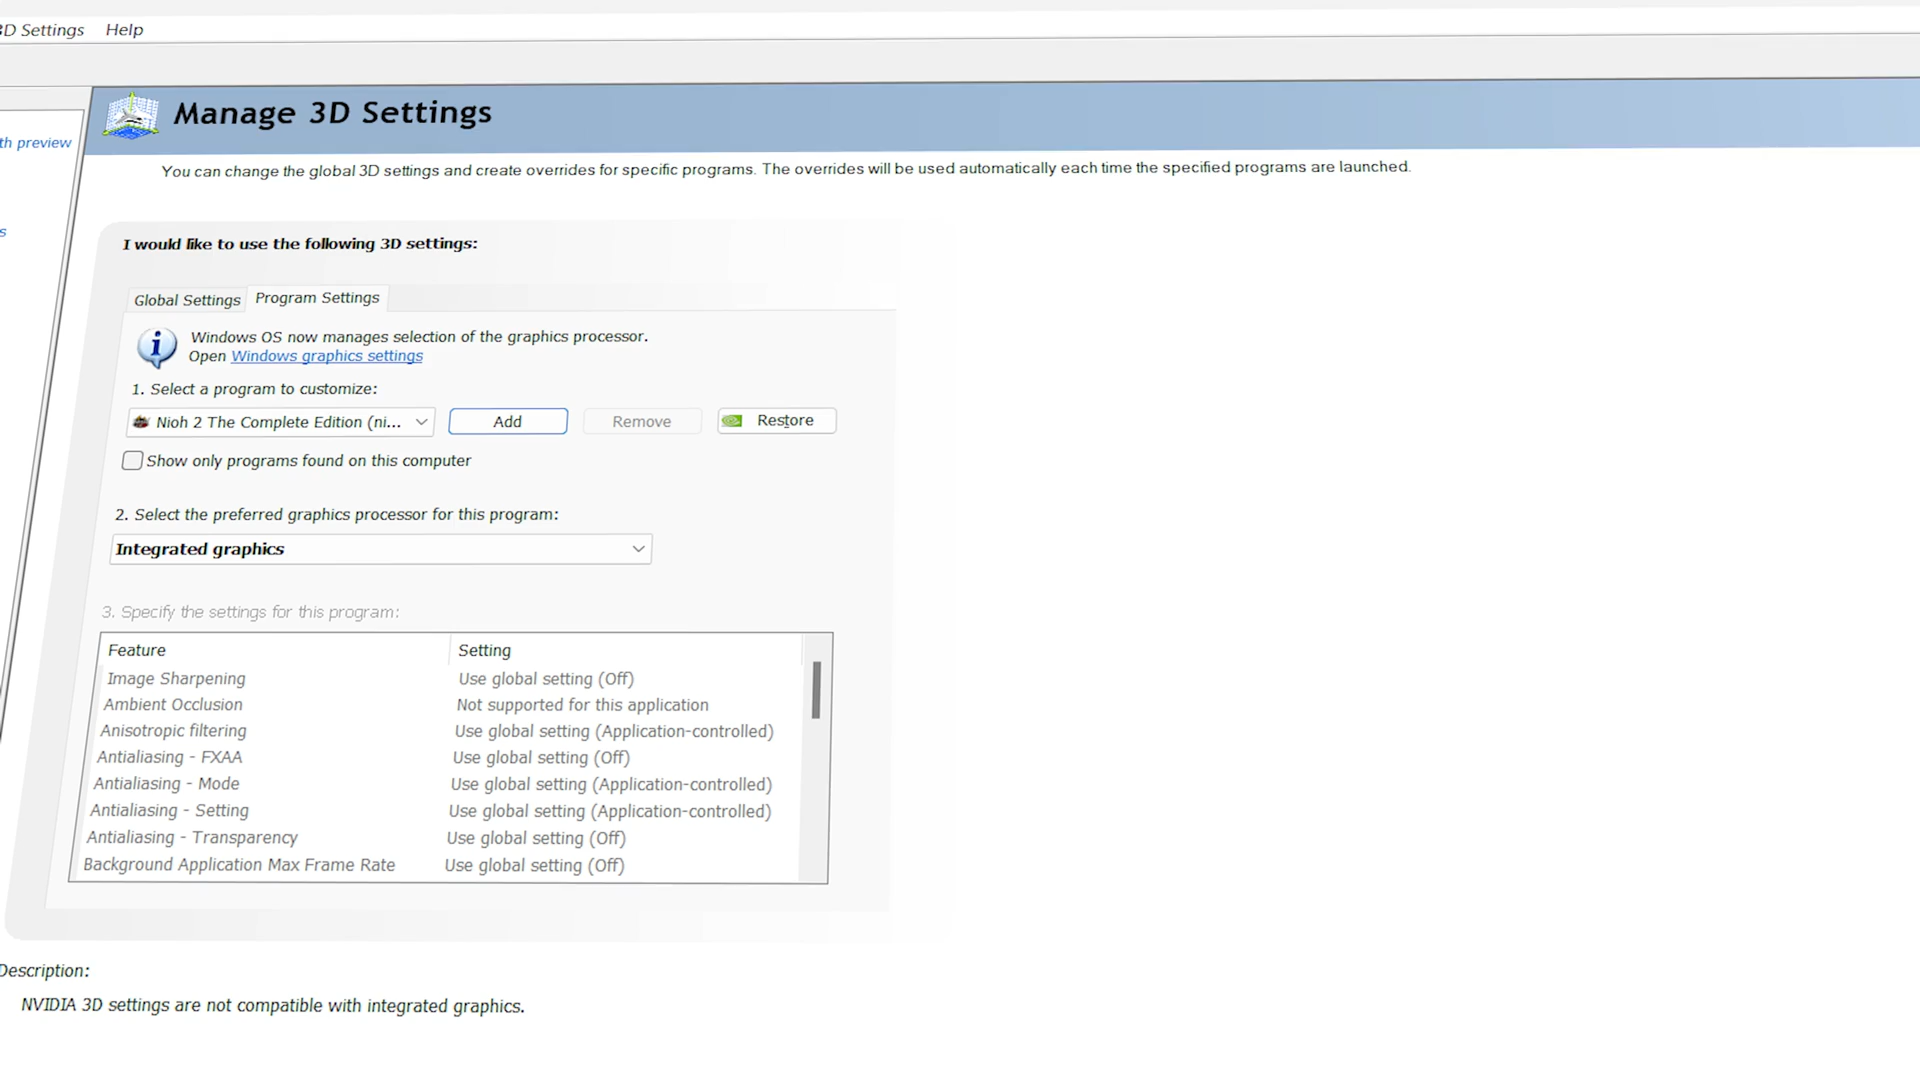 3D Settings Help
Manage 3D Settings
th preview
You can change the global 3D settings and create overrides for specific programs. The overrides will be used automatically each time the specified programs are launched.
s
I would like to use the following 3D settings:
Global Settings Program Settings
Windows OS now manages selection of the graphics processor.
Open Windows graphics settings
1. Select a program to customize:
Nioh 2 The Complete Edition (ni... Add Remove Restore
Show only programs found on this computer
2. Select the preferred graphics processor for this program:
Integrated graphics
3. Specify the settings for this program:
Feature Setting
Image Sharpening Use global setting (Off)
Ambient Occlusion Not supported for this application
Anisotropic filtering Use global setting (Application-controlled)
Antialiasing - FXAA Use global setting (Off)
Antialiasing - Mode Use global setting (Application-controlled)
Antialiasing - Setting Use global setting (Application-controlled)
Antialiasing - Transparency Use global setting (Off)
Background Application Max Frame Rate Use global setting (Off)
Description:
NVIDIA 3D settings are not compatible with integrated graphics.